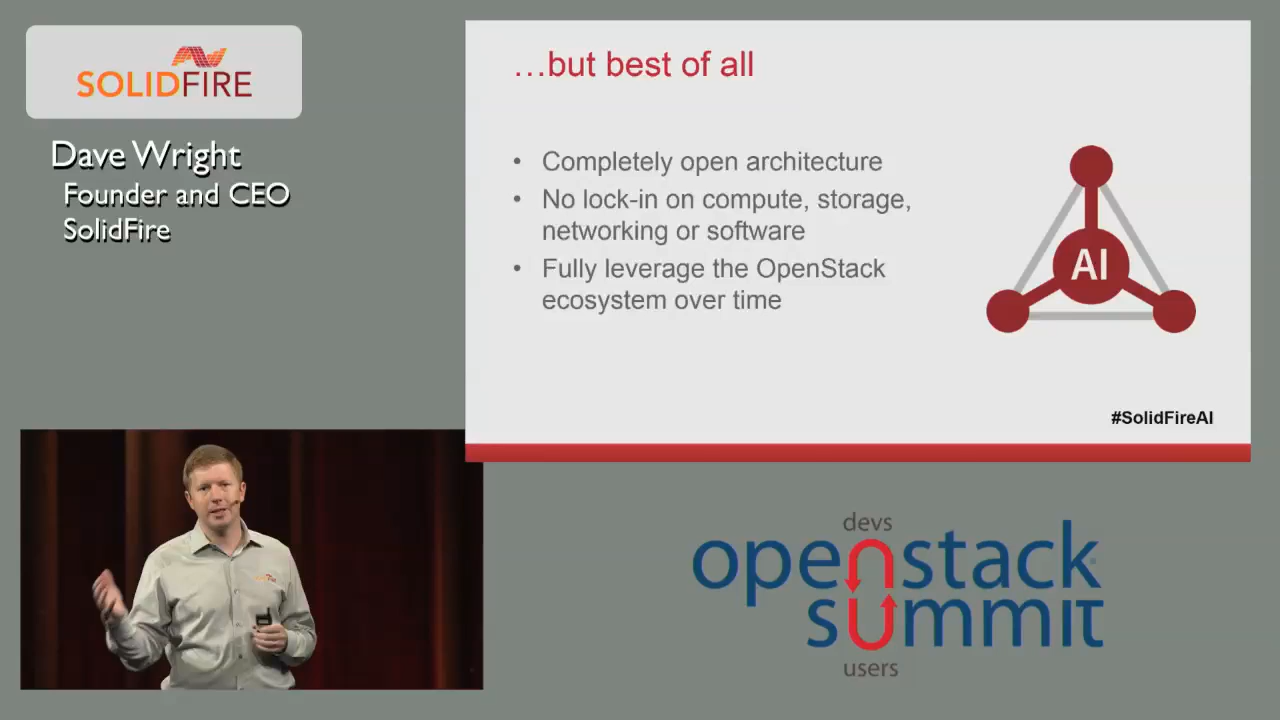 SOLIDFIRE
Dave Wright
Founder and CEO
SolidFire
…but best of all
• Completely open architecture
• No lock-in on compute, storage,
networking or software
• Fully leverage the OpenStack
ecosystem over time
AI
#SolidFireAI
devs
openstack
summit
users